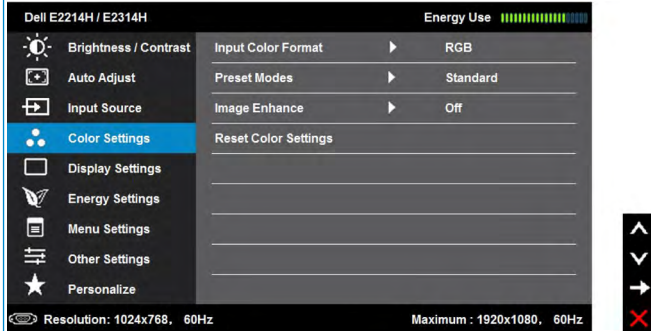 Dell E2214H / E2314H Energy Use
Brightness / Contrast Input Color Format RGB
Auto Adjust Preset Modes Standard
Input Source Image Enhance Off
Color Settings Reset Color Settings
Display Settings
Energy Settings
Menu Settings
Other Settings
Personalize
Resolution: 1024x768, 60Hz Maximum : 1920x1080, 60Hz